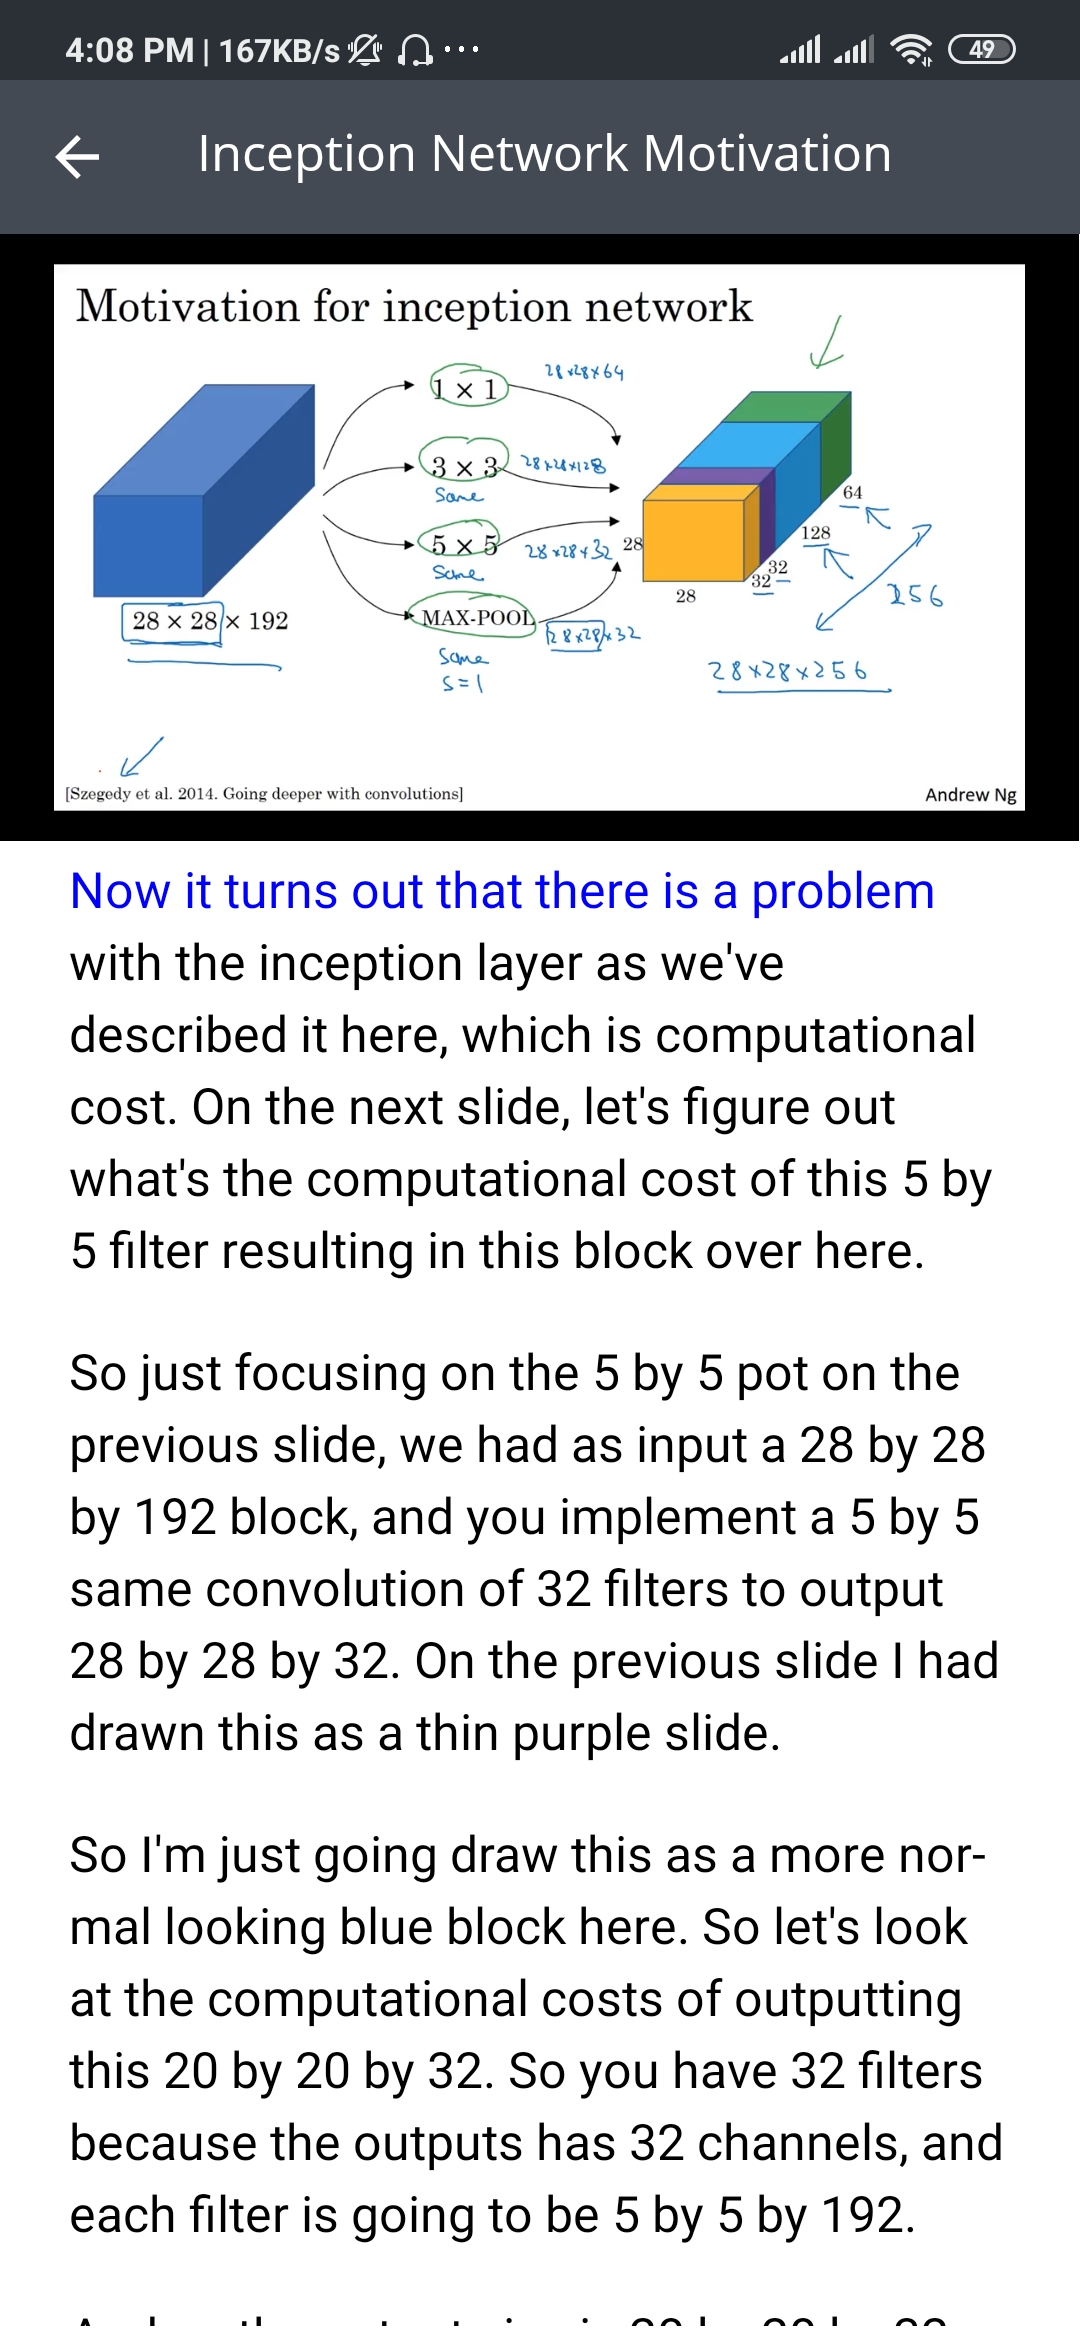 4:08 PM | 167KB/s ... 49
Inception Network Motivation
Motivation for inception network
1 × 1
28×28×64
3 × 3
28×28×128
Same
64
128
5 × 5
28×28×32
28
Same
32
32
28
256
28 × 28 × 192
MAX-POOL
28×28×32
Same
s=1
28×28×256
[Szegedy et al. 2014. Going deeper with convolutions]
Andrew Ng
Now it turns out that there is a problem
with the inception layer as we've
described it here, which is computational
cost. On the next slide, let's figure out
what's the computational cost of this 5 by
5 filter resulting in this block over here.
So just focusing on the 5 by 5 pot on the
previous slide, we had as input a 28 by 28
by 192 block, and you implement a 5 by 5
same convolution of 32 filters to output
28 by 28 by 32. On the previous slide I had
drawn this as a thin purple slide.
So I'm just going draw this as a more nor-
mal looking blue block here. So let's look
at the computational costs of outputting
this 20 by 20 by 32. So you have 32 filters
because the outputs has 32 channels, and
each filter is going to be 5 by 5 by 192.